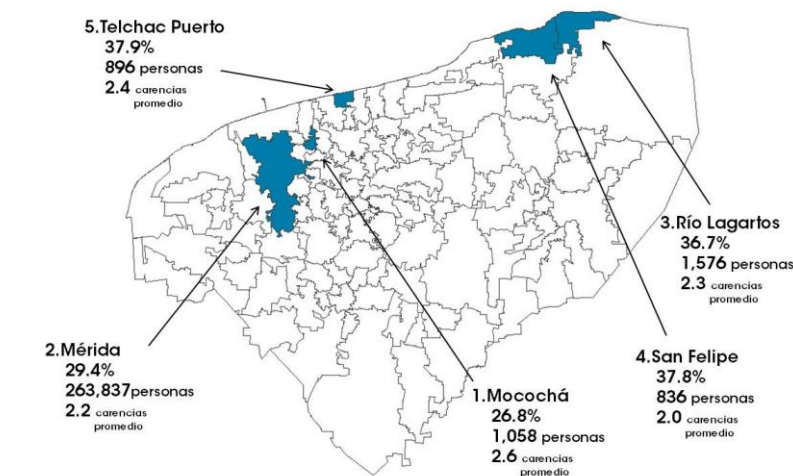 5.Telchac Puerto
37.9%
896 personas
2.4 carencias
promedio
3.Río Lagartos
36.7%
1,576 personas
2.3 carencias
promedio
2.Mérida
29.4%
263,837personas
2.2 carencias
promedio
1.Mocochá
26.8%
1,058 personas
2.6 carencias
promedio
4.San Felipe
37.8%
836 personas
2.0 carencias
promedio